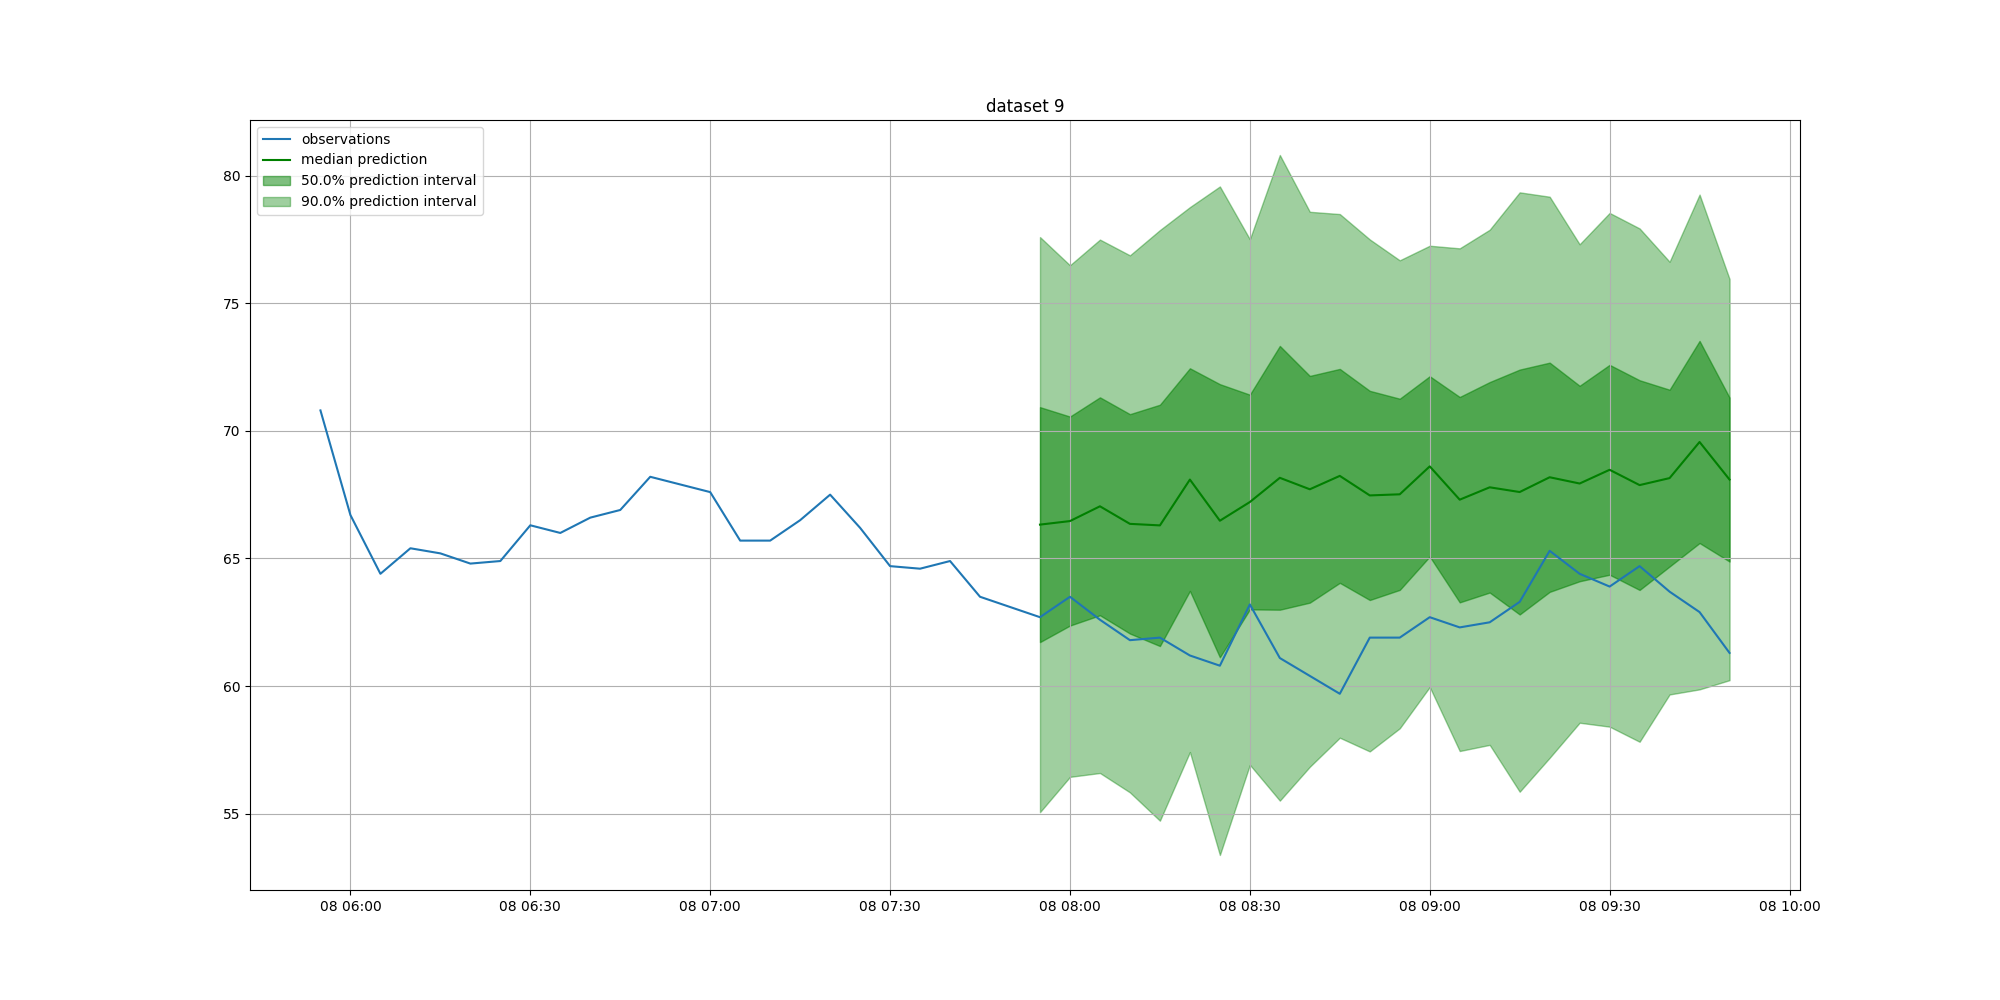 dataset 9
observations
median prediction
50.0% prediction interval
90.0% prediction interval
80
75
70
65
60
55
08 06:00 08 06:30 08 07:00 08 07:30 08 08:00 08 08:30 08 09:00 08 09:30 08 10:00